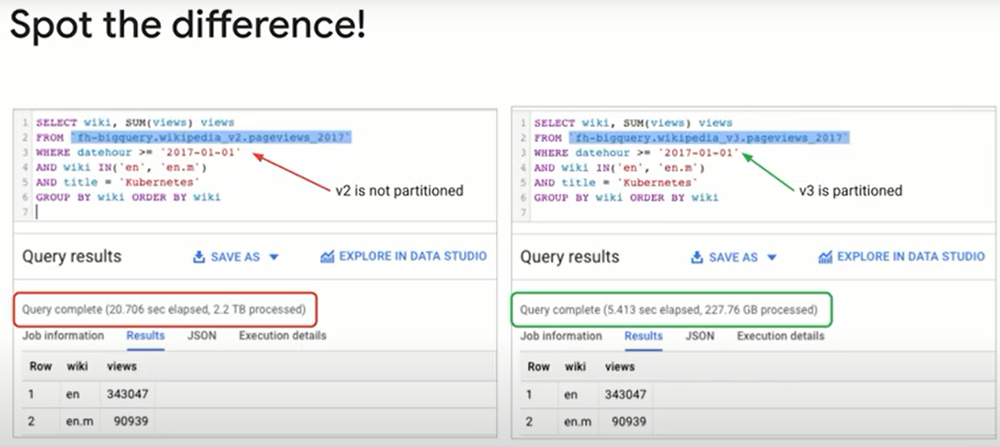 Spot the difference!
1 SELECT wiki, SUM(views) views
2 FROM `fh-bigquery.wikipedia_v2.pageviews_2017`
3 WHERE datehour >= '2017-01-01'
4 AND wiki IN('en', 'en.m')
5 AND title = 'Kubernetes'
6 GROUP BY wiki ORDER BY wiki
7
v2 is not partitioned
Query results SAVE AS EXPLORE IN DATA STUDIO
Query complete (20.706 sec elapsed, 2.2 TB processed)
Job information Results JSON Execution details
Row wiki views
1 en 343047
2 en.m 90939
1 SELECT wiki, SUM(views) views
2 FROM `fh-bigquery.wikipedia_v3.pageviews_2017`
3 WHERE datehour >= '2017-01-01'
4 AND wiki IN('en', 'en.m')
5 AND title = 'Kubernetes'
6 GROUP BY wiki ORDER BY wiki
7
v3 is partitioned
Query results SAVE AS EXPLORE IN DATA STUDIO
Query complete (5.413 sec elapsed, 227.76 GB processed)
Job information Results JSON Execution details
Row wiki views
1 en 343047
2 en.m 90939